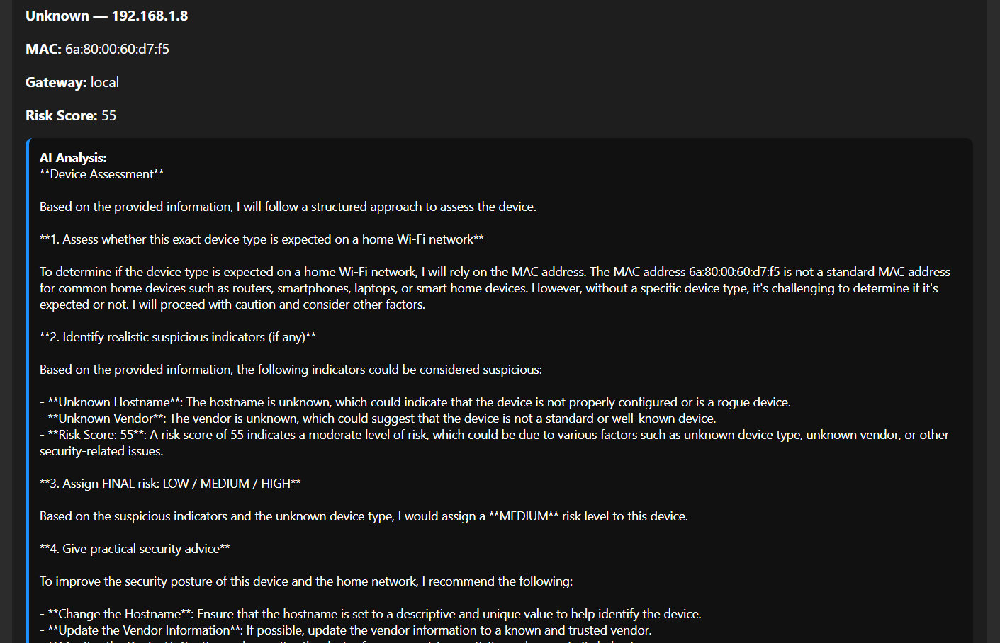 Unknown — 192.168.1.8
MAC: 6a:80:00:60:d7:f5
Gateway: local
Risk Score: 55
AI Analysis:
**Device Assessment**
Based on the provided information, I will follow a structured approach to assess the device.
**1. Assess whether this exact device type is expected on a home Wi-Fi network**
To determine if the device type is expected on a home Wi-Fi network, I will rely on the MAC address. The MAC address 6a:80:00:60:d7:f5 is not a standard MAC address
for common home devices such as routers, smartphones, laptops, or smart home devices. However, without a specific device type, it's challenging to determine if it's
expected or not. I will proceed with caution and consider other factors.
**2. Identify realistic suspicious indicators (if any)**
Based on the provided information, the following indicators could be considered suspicious:
- **Unknown Hostname**: The hostname is unknown, which could indicate that the device is not properly configured or is a rogue device.
- **Unknown Vendor**: The vendor is unknown, which could suggest that the device is not a standard or well-known device.
- **Risk Score: 55**: A risk score of 55 indicates a moderate level of risk, which could be due to various factors such as unknown device type, unknown vendor, or other
security-related issues.
**3. Assign FINAL risk: LOW / MEDIUM / HIGH**
Based on the suspicious indicators and the unknown device type, I would assign a **MEDIUM** risk level to this device.
**4. Give practical security advice**
To improve the security posture of this device and the home network, I recommend the following:
- **Change the Hostname**: Ensure that the hostname is set to a descriptive and unique value to help identify the device.
- **Update the Vendor Information**: If possible, update the vendor information to a known and trusted vendor.